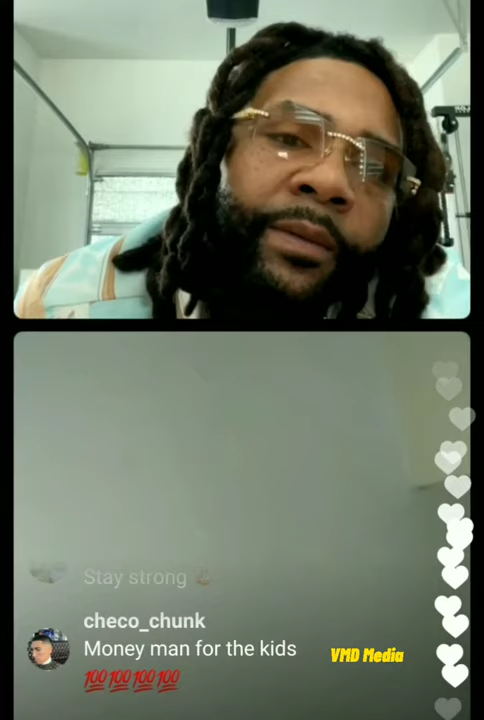 Stay strong 💪
checo_chunk
Money man for the kids
💯💯💯💯
VMD Media